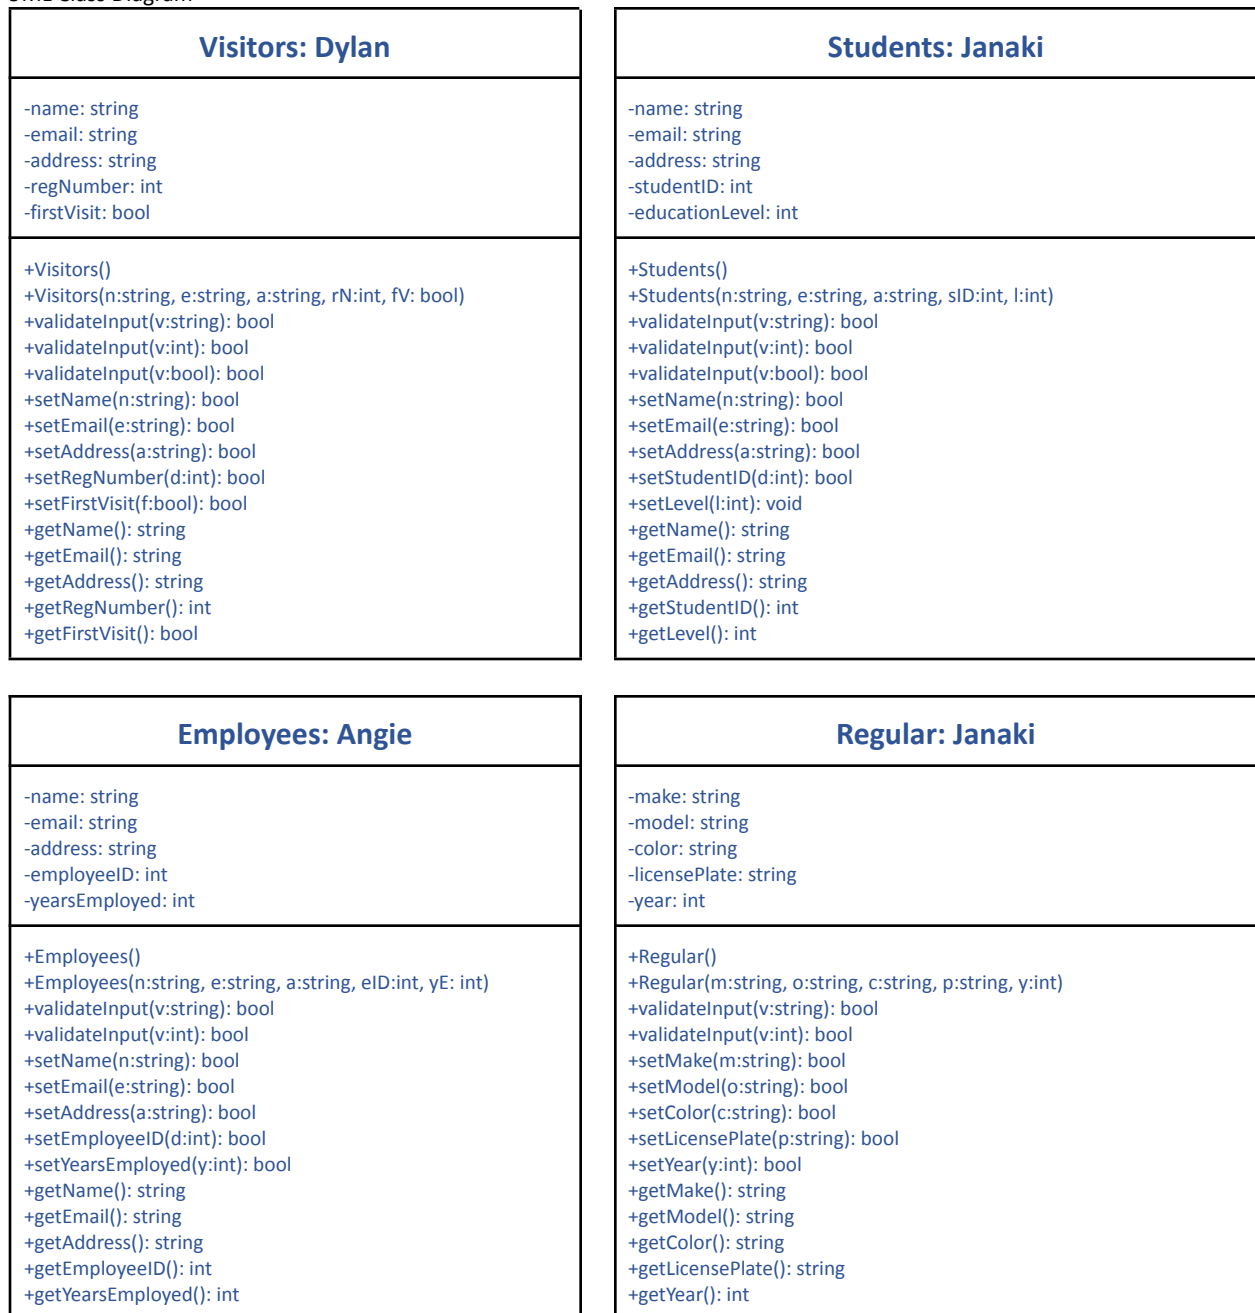 UML Class Diagram
Visitors: Dylan
-name: string
-email: string
-address: string
-regNumber: int
-firstVisit: bool
+Visitors()
+Visitors(n:string, e:string, a:string, rN:int, fV: bool)
+validateInput(v:string): bool
+validateInput(v:int): bool
+validateInput(v:bool): bool
+setName(n:string): bool
+setEmail(e:string): bool
+setAddress(a:string): bool
+setRegNumber(d:int): bool
+setFirstVisit(f:bool): bool
+getName(): string
+getEmail(): string
+getAddress(): string
+getRegNumber(): int
+getFirstVisit(): bool
Students: Janaki
-name: string
-email: string
-address: string
-studentID: int
-educationLevel: int
+Students()
+Students(n:string, e:string, a:string, sID:int, l:int)
+validateInput(v:string): bool
+validateInput(v:int): bool
+validateInput(v:bool): bool
+setName(n:string): bool
+setEmail(e:string): bool
+setAddress(a:string): bool
+setStudentID(d:int): bool
+setLevel(l:int): void
+getName(): string
+getEmail(): string
+getAddress(): string
+getStudentID(): int
+getLevel(): int
Employees: Angie
-name: string
-email: string
-address: string
-employeeID: int
-yearsEmployed: int
+Employees()
+Employees(n:string, e:string, a:string, eID:int, yE: int)
+validateInput(v:string): bool
+validateInput(v:int): bool
+setName(n:string): bool
+setEmail(e:string): bool
+setAddress(a:string): bool
+setEmployeeID(d:int): bool
+setYearsEmployed(y:int): bool
+getName(): string
+getEmail(): string
+getAddress(): string
+getEmployeeID(): int
+getYearsEmployed(): int
Regular: Janaki
-make: string
-model: string
-color: string
-licensePlate: string
-year: int
+Regular()
+Regular(m:string, o:string, c:string, p:string, y:int)
+validateInput(v:string): bool
+validateInput(v:int): bool
+setMake(m:string): bool
+setModel(o:string): bool
+setColor(c:string): bool
+setLicensePlate(p:string): bool
+setYear(y:int): bool
+getMake(): string
+getModel(): string
+getColor(): string
+getLicensePlate(): string
+getYear(): int